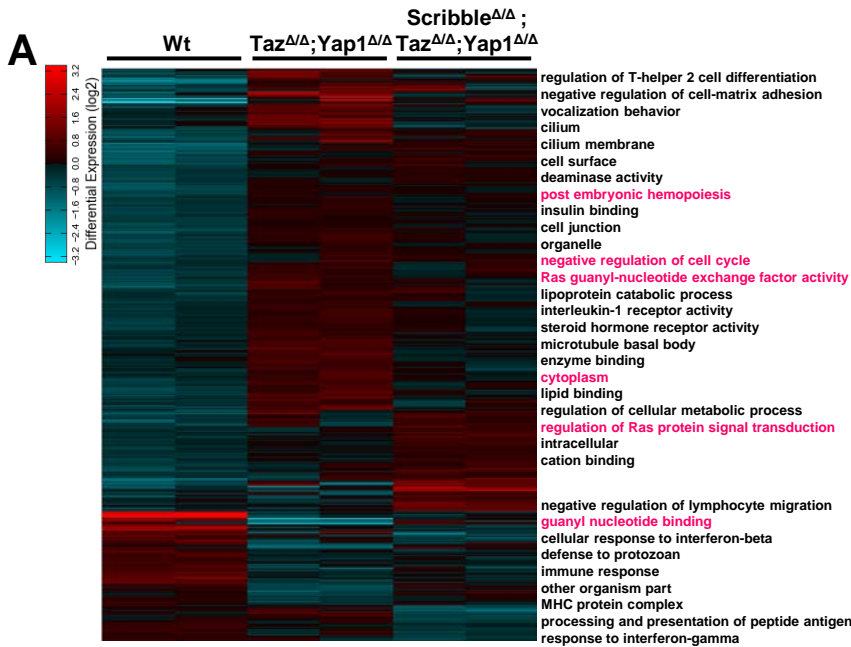 A
Wt
Taz^Δ/Δ;Yap1^Δ/Δ
Scribble^Δ/Δ ;
Taz^Δ/Δ;Yap1^Δ/Δ
3.2
2.4
1.6
0.8
0.0
−0.8
−1.6
−2.4
−3.2
Differential Expression (log2)
regulation of T-helper 2 cell differentiation
negative regulation of cell-matrix adhesion
vocalization behavior
cilium
cilium membrane
cell surface
deaminase activity
post embryonic hemopoiesis
insulin binding
cell junction
organelle
negative regulation of cell cycle
Ras guanyl-nucleotide exchange factor activity
lipoprotein catabolic process
interleukin-1 receptor activity
steroid hormone receptor activity
microtubule basal body
enzyme binding
cytoplasm
lipid binding
regulation of cellular metabolic process
regulation of Ras protein signal transduction
intracellular
cation binding
negative regulation of lymphocyte migration
guanyl nucleotide binding
cellular response to interferon-beta
defense to protozoan
immune response
other organism part
MHC protein complex
processing and presentation of peptide antigen
response to interferon-gamma